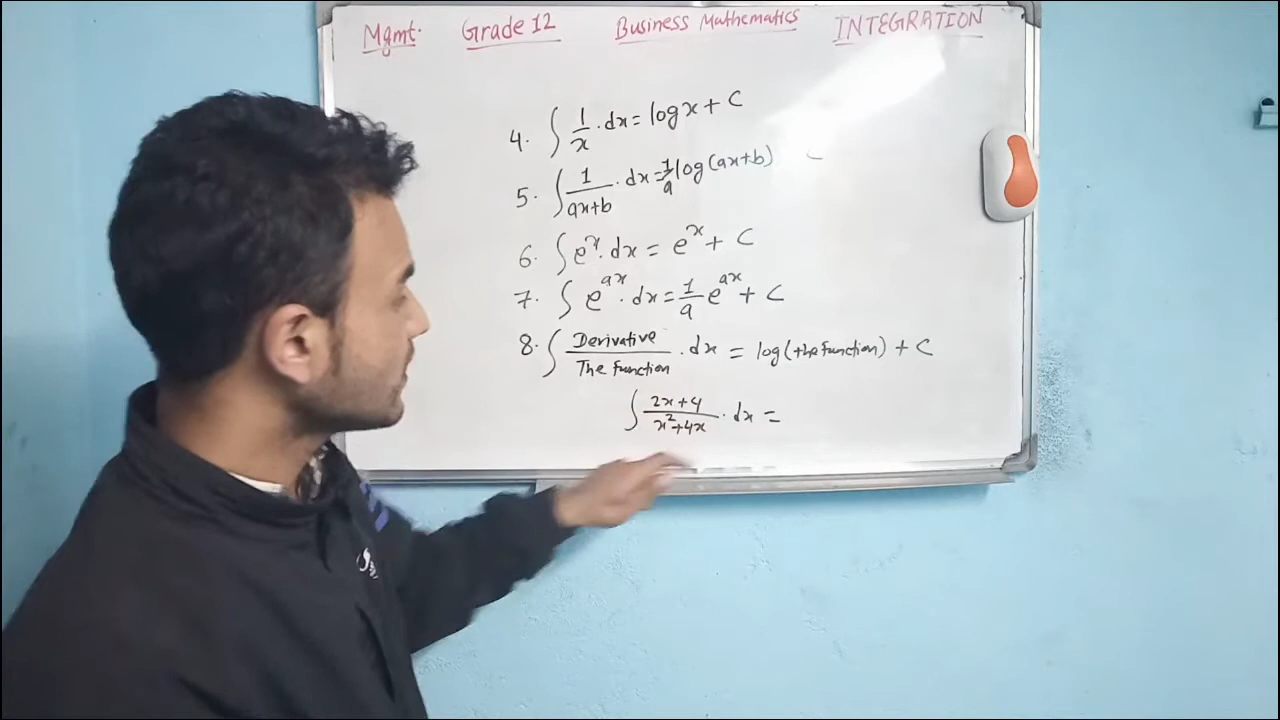 Mgmt. Grade 12 Business Mathematics INTEGRATION
4. ∫ 1/x . dx = log x + C
5. ∫ 1/(ax+b) . dx = 1/a log(ax+b) C
6. ∫ e^x . dx = e^x + C
7. ∫ e^(ax) . dx = 1/a e^(ax) + C
8. ∫ Derivative/The function . dx = log(the function) + C
∫ (2x+4)/(x²+4x) . dx =